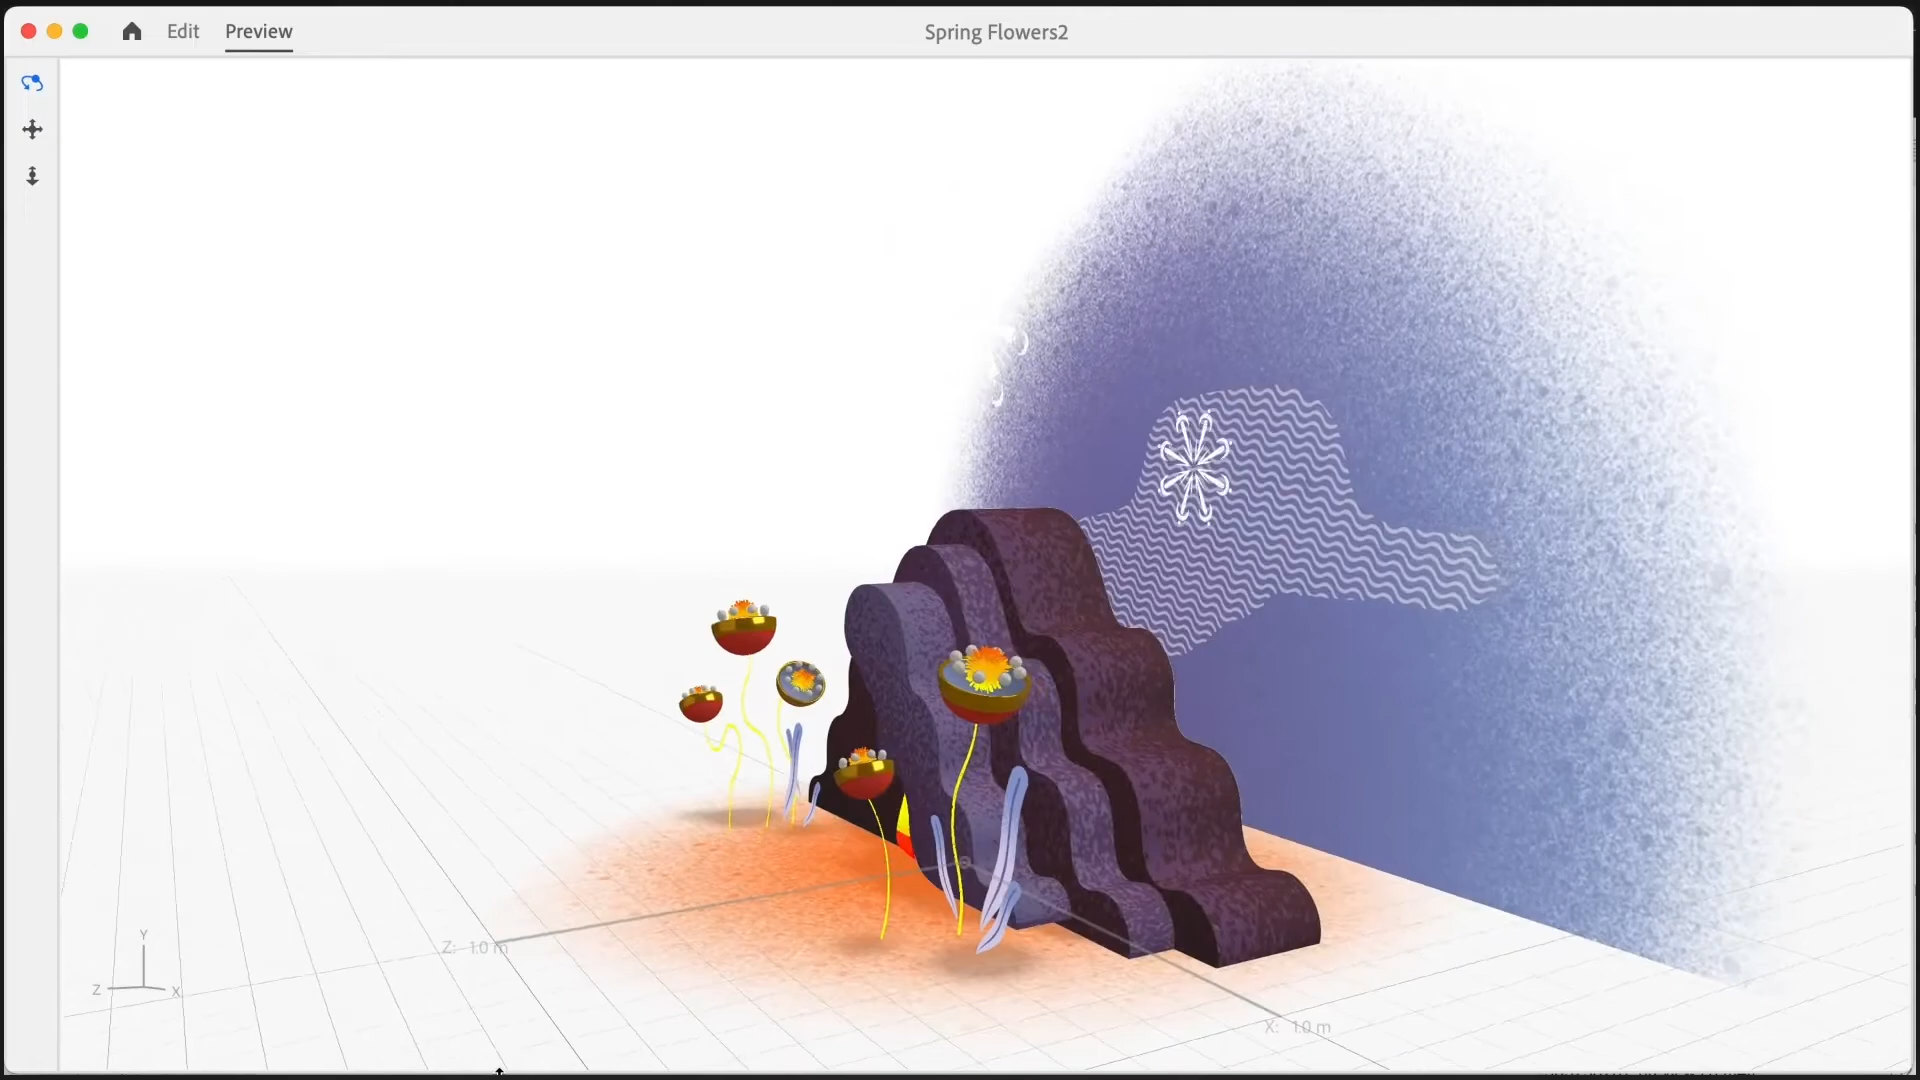 Edit Preview Spring Flowers2
Z: 1.0 m
Y
Z
X
X: 1.0 m